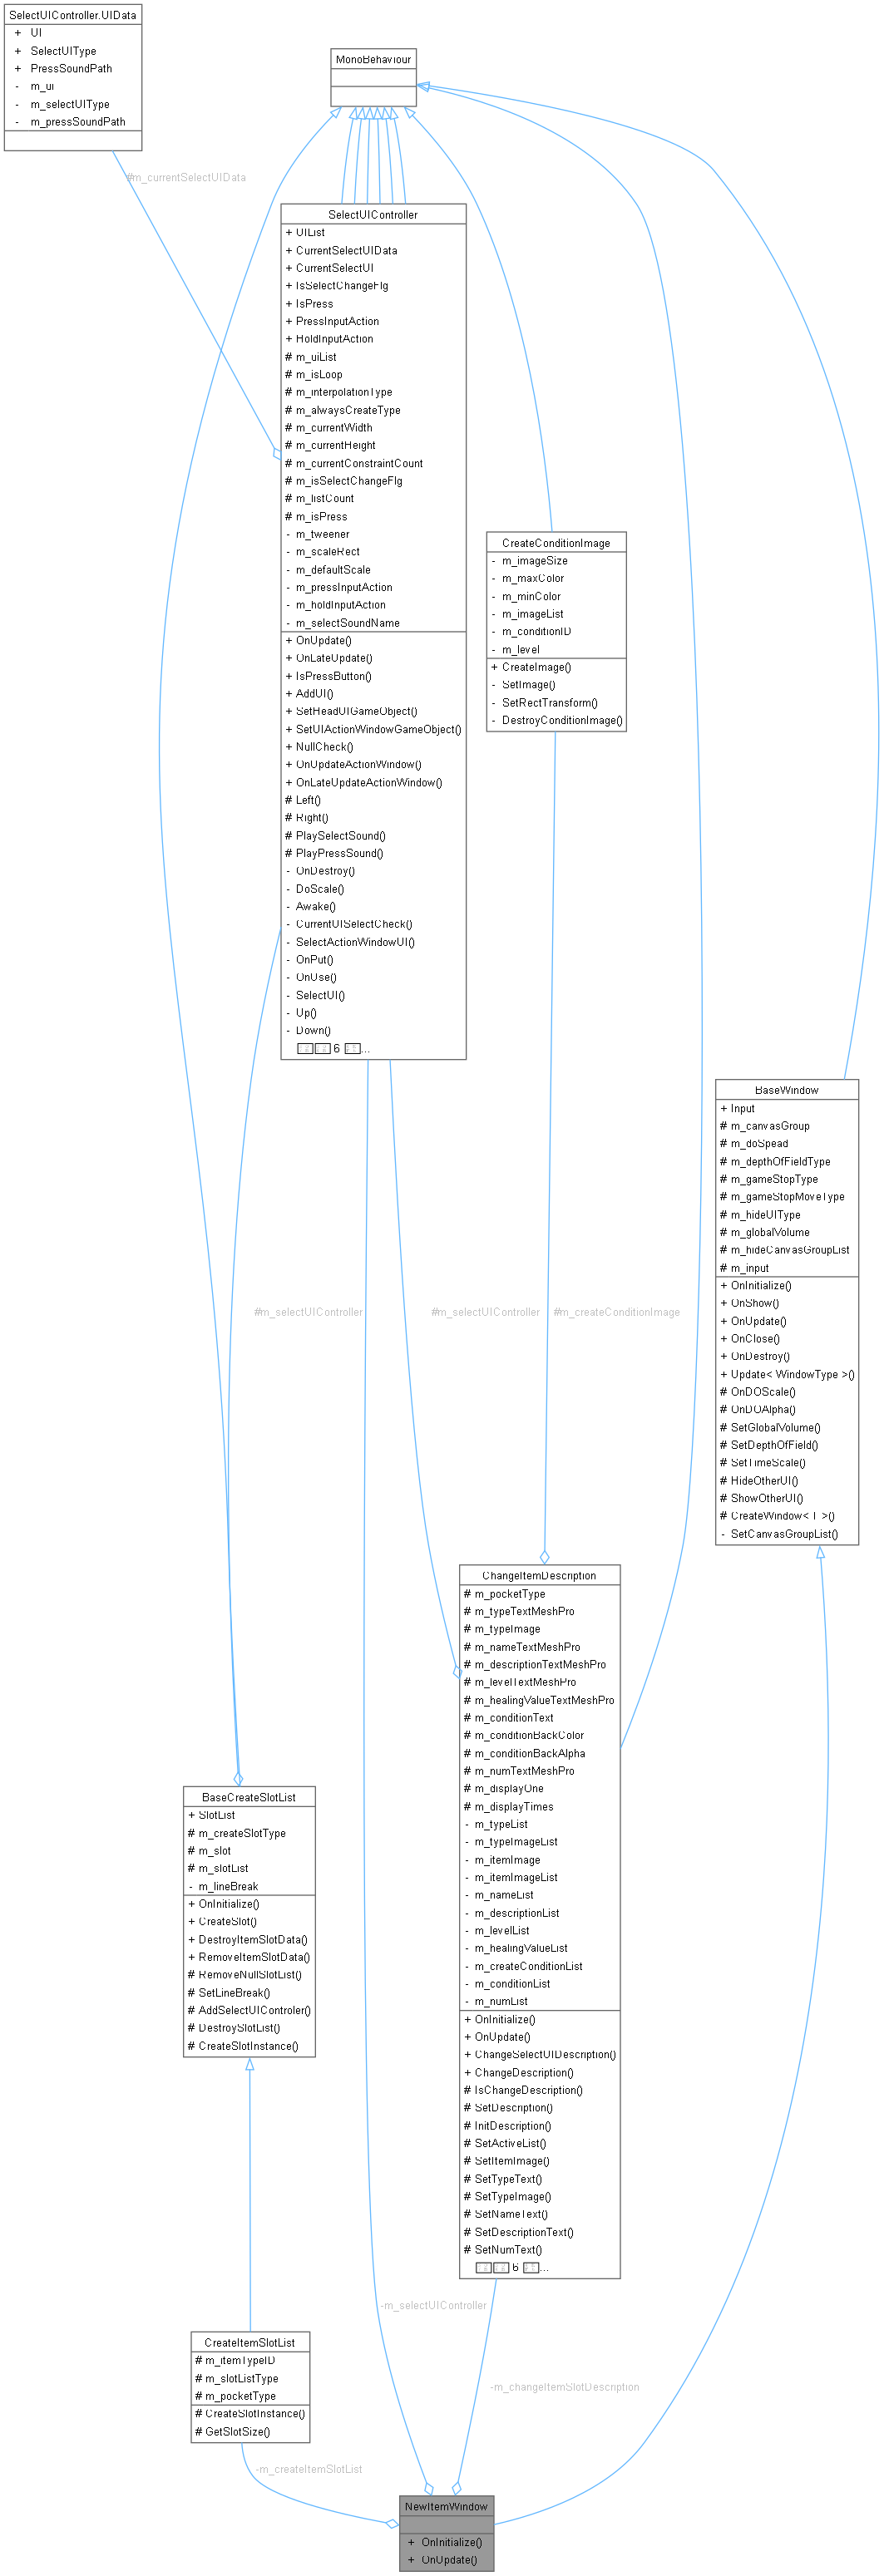 SelectUIController.UIData
+ UI
+ SelectUIType
+ PressSoundPath
- m_ui
- m_selectUIType
- m_pressSoundPath
MonoBehaviour
#m_currentSelectUIData
SelectUIController
+ UIList
+ CurrentSelectUIData
+ CurrentSelectUI
+ IsSelectChangeFlg
+ IsPress
+ PressInputAction
+ HoldInputAction
# m_uiList
# m_isLoop
# m_interpolationType
# m_alwaysCreateType
# m_currentWidth
# m_currentHeight
# m_currentConstraintCount
# m_isSelectChangeFlg
# m_listCount
# m_isPress
- m_tweener
- m_scaleRect
- m_defaultScale
- m_pressInputAction
- m_holdInputAction
- m_selectSoundName
+ OnUpdate()
+ OnLateUpdate()
+ IsPressButton()
+ AddUI()
+ SetHeadUIGameObject()
+ SetUIActionWindowGameObject()
+ NullCheck()
+ OnUpdateActionWindow()
+ OnLateUpdateActionWindow()
# Left()
# Right()
# PlaySelectSound()
# PlayPressSound()
- OnDestroy()
- DoScale()
- Awake()
- CurrentUISelectCheck()
- SelectActionWindowUI()
- OnPut()
- OnUse()
- SelectUI()
- Up()
- Down()
6 ...
CreateConditionImage
- m_imageSize
- m_maxColor
- m_minColor
- m_imageList
- m_conditionID
- m_level
+ CreateImage()
- SetImage()
- SetRectTransform()
- DestroyConditionImage()
BaseWindow
+ Input
# m_canvasGroup
# m_doSpead
# m_depthOfFieldType
# m_gameStopType
# m_gameStopMoveType
# m_hideUIType
# m_globalVolume
# m_hideCanvasGroupList
# m_input
+ OnInitialize()
+ OnShow()
+ OnUpdate()
+ OnClose()
+ OnDestroy()
+ Update< WindowType >()
# OnDOScale()
# OnDOAlpha()
# SetGlobalVolume()
# SetDepthOfField()
# SetTimeScale()
# HideOtherUI()
# ShowOtherUI()
# CreateWindow< T >()
- SetCanvasGroupList()
#m_selectUIController
#m_selectUIController
#m_createConditionImage
ChangeItemDescription
# m_pocketType
# m_typeTextMeshPro
# m_typeImage
# m_nameTextMeshPro
# m_descriptionTextMeshPro
# m_levelTextMeshPro
# m_healingValueTextMeshPro
# m_conditionText
# m_conditionBackColor
# m_conditionBackAlpha
# m_numTextMeshPro
# m_displayOne
# m_displayTimes
- m_typeList
- m_typeImageList
- m_itemImage
- m_itemImageList
- m_nameList
- m_descriptionList
- m_levelList
- m_healingValueList
- m_createConditionList
- m_conditionList
- m_numList
+ OnInitialize()
+ OnUpdate()
+ ChangeSelectUIDescription()
+ ChangeDescription()
# IsChangeDescription()
# SetDescription()
# InitDescription()
# SetActiveList()
# SetItemImage()
# SetTypeText()
# SetTypeImage()
# SetNameText()
# SetDescriptionText()
# SetNumText()
6 ...
BaseCreateSlotList
+ SlotList
# m_createSlotType
# m_slot
# m_slotList
- m_lineBreak
+ OnInitialize()
+ CreateSlot()
+ DestroyItemSlotData()
+ RemoveItemSlotData()
# RemoveNullSlotList()
# SetLineBreak()
# AddSelectUIControler()
# DestroySlotList()
# CreateSlotInstance()
CreateItemSlotList
# m_itemTypeID
# m_slotListType
# m_pocketType
# CreateSlotInstance()
# GetSlotSize()
-m_selectUIController
-m_changeItemSlotDescription
-m_createItemSlotList
NewItemWindow
+ OnInitialize()
+ OnUpdate()